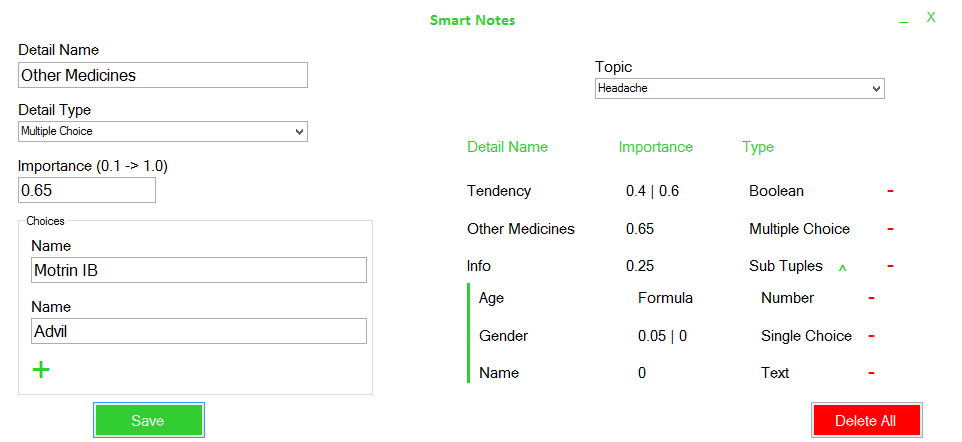 Smart Notes
_ X
Detail Name
Other Medicines
Detail Type
Multiple Choice
Importance (0.1 -> 1.0)
0.65
Choices
Name
Motrin IB
Name
Advil
+
Save
Topic
Headache
Detail Name Importance Type
Tendency 0.4 | 0.6 Boolean -
Other Medicines 0.65 Multiple Choice -
Info 0.25 Sub Tuples ^ -
Age Formula Number -
Gender 0.05 | 0 Single Choice -
Name 0 Text -
Delete All